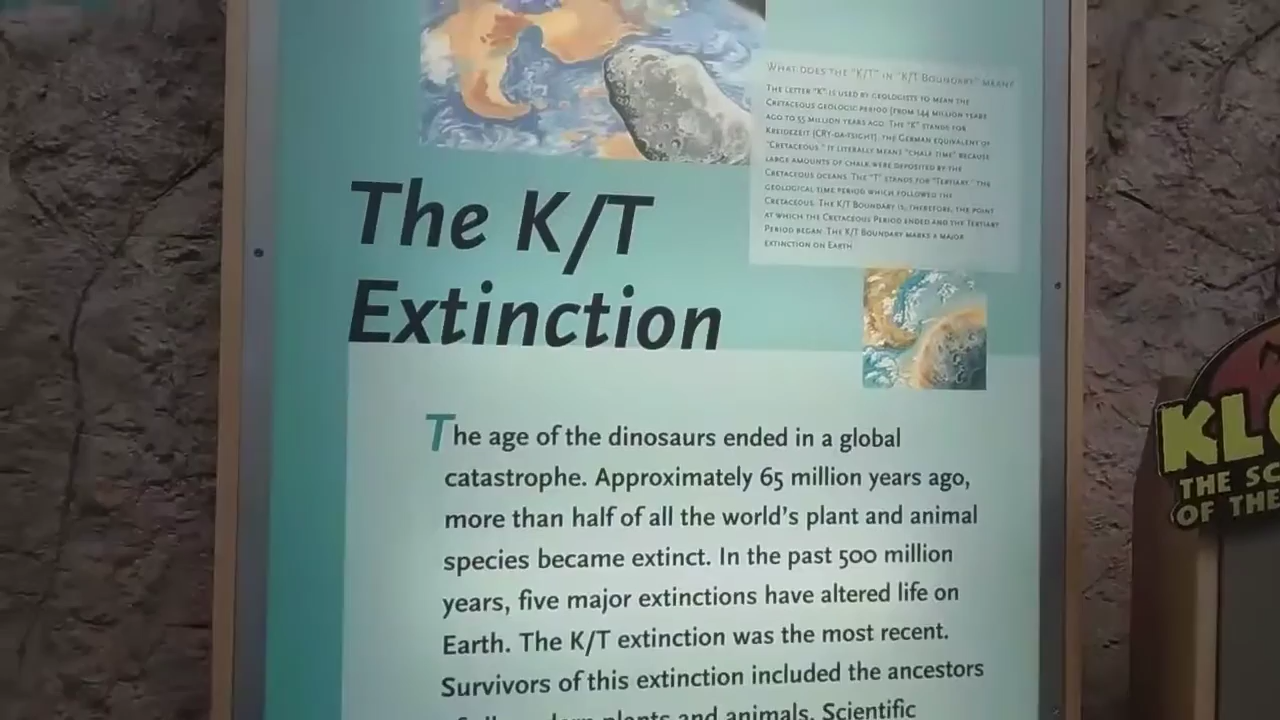 WHAT DOES THE "K/T" IN "K/T BOUNDARY" MEAN?
THE LETTER "K" IS USED BY GEOLOGISTS TO MEAN THE
CRETACEOUS GEOLOGIC PERIOD (FROM 144 MILLION YEARS
AGO TO 55 MILLION YEARS AGO. THE "K" STANDS FOR
KREIDEZEIT (CRY-DA-TSIGHT), THE GERMAN EQUIVALENT OF
"CRETACEOUS." IT LITERALLY MEANS "CHALK TIME" BECAUSE
LARGE AMOUNTS OF CHALK WERE DEPOSITED BY THE
CRETACEOUS OCEANS. THE "T" STANDS FOR "TERTIARY," THE
GEOLOGICAL TIME PERIOD WHICH FOLLOWED THE
CRETACEOUS. THE K/T BOUNDARY IS, THEREFORE, THE POINT
AT WHICH THE CRETACEOUS PERIOD ENDED AND THE TERTIARY
PERIOD BEGAN. THE K/T BOUNDARY MARKS A MAJOR
EXTINCTION ON EARTH
The K/T
Extinction
The age of the dinosaurs ended in a global
catastrophe. Approximately 65 million years ago,
more than half of all the world's plant and animal
species became extinct. In the past 500 million
years, five major extinctions have altered life on
Earth. The K/T extinction was the most recent.
Survivors of this extinction included the ancestors
plants and animals. Scientific
KLO
THE SC
OF THE